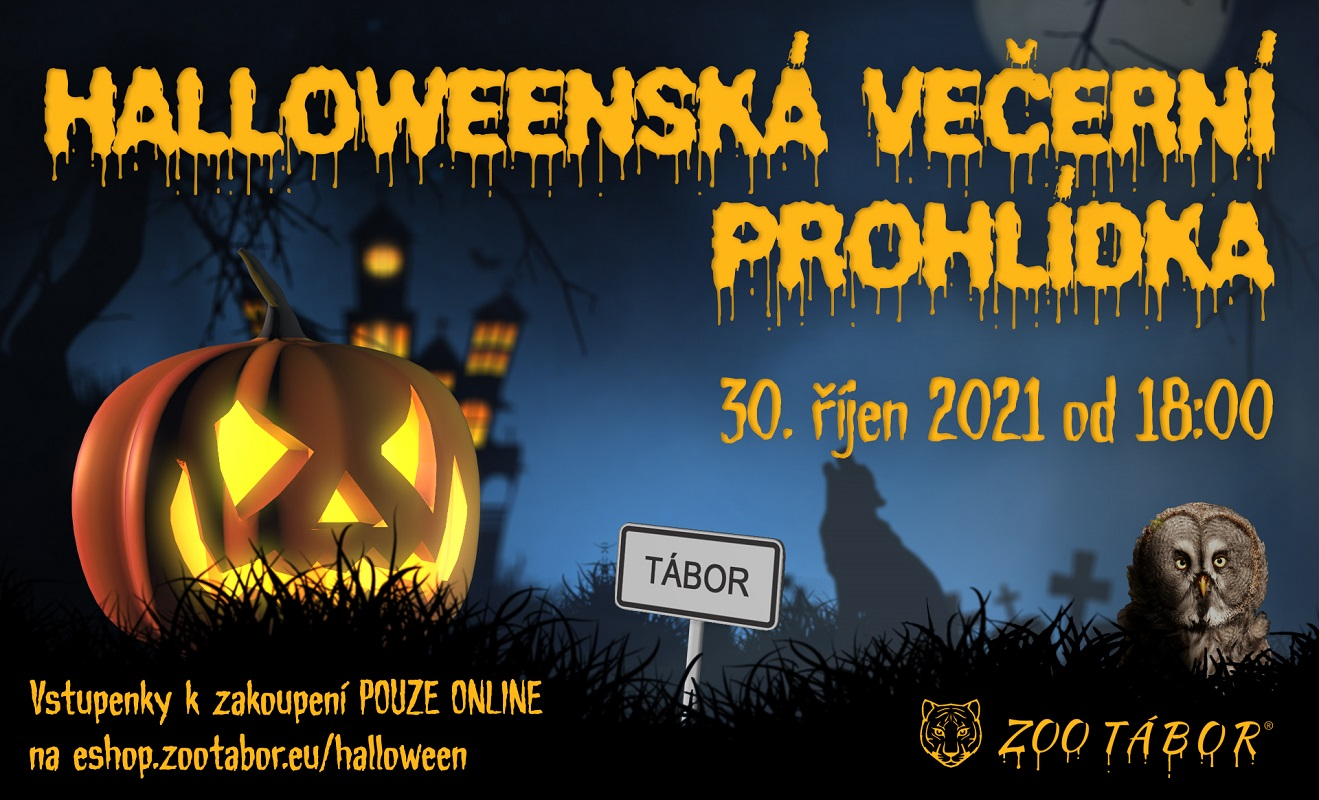 HALLOWEENSKÁ VEČERNÍ
PROHLÍDKA
30. říjen 2021 od 18:00
TÁBOR
Vstupenky k zakoupení POUZE ONLINE
na eshop.zootabor.eu/halloween
ZOO TÁBOR®